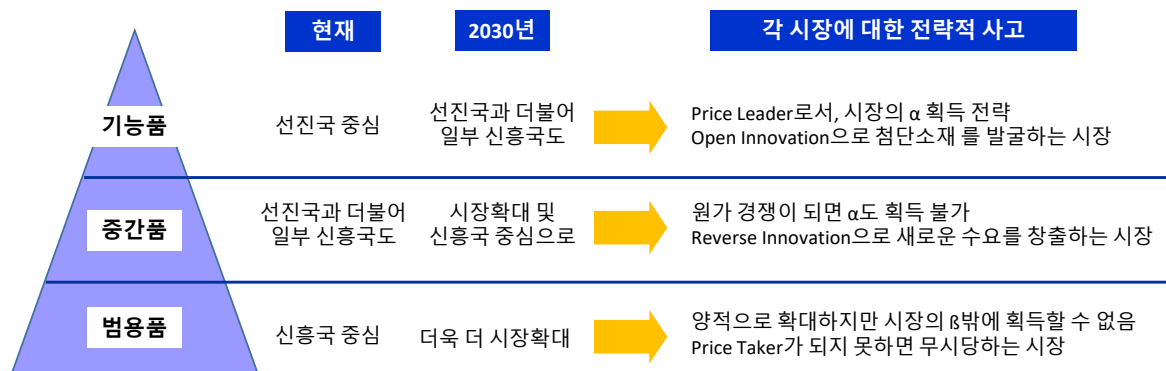 현재
2030년
각 시장에 대한 전략적 사고
기능품
선진국 중심
선진국과 더불어
일부 신흥국도
Price Leader로서, 시장의 α 획득 전략
Open Innovation으로 첨단소재 를 발굴하는 시장
중간품
선진국과 더불어
일부 신흥국도
시장확대 및
신흥국 중심으로
원가 경쟁이 되면 α도 획득 불가
Reverse Innovation으로 새로운 수요를 창출하는 시장
범용품
신흥국 중심
더욱 더 시장확대
양적으로 확대하지만 시장의 ß밖에 획득할 수 없음
Price Taker가 되지 못하면 무시당하는 시장